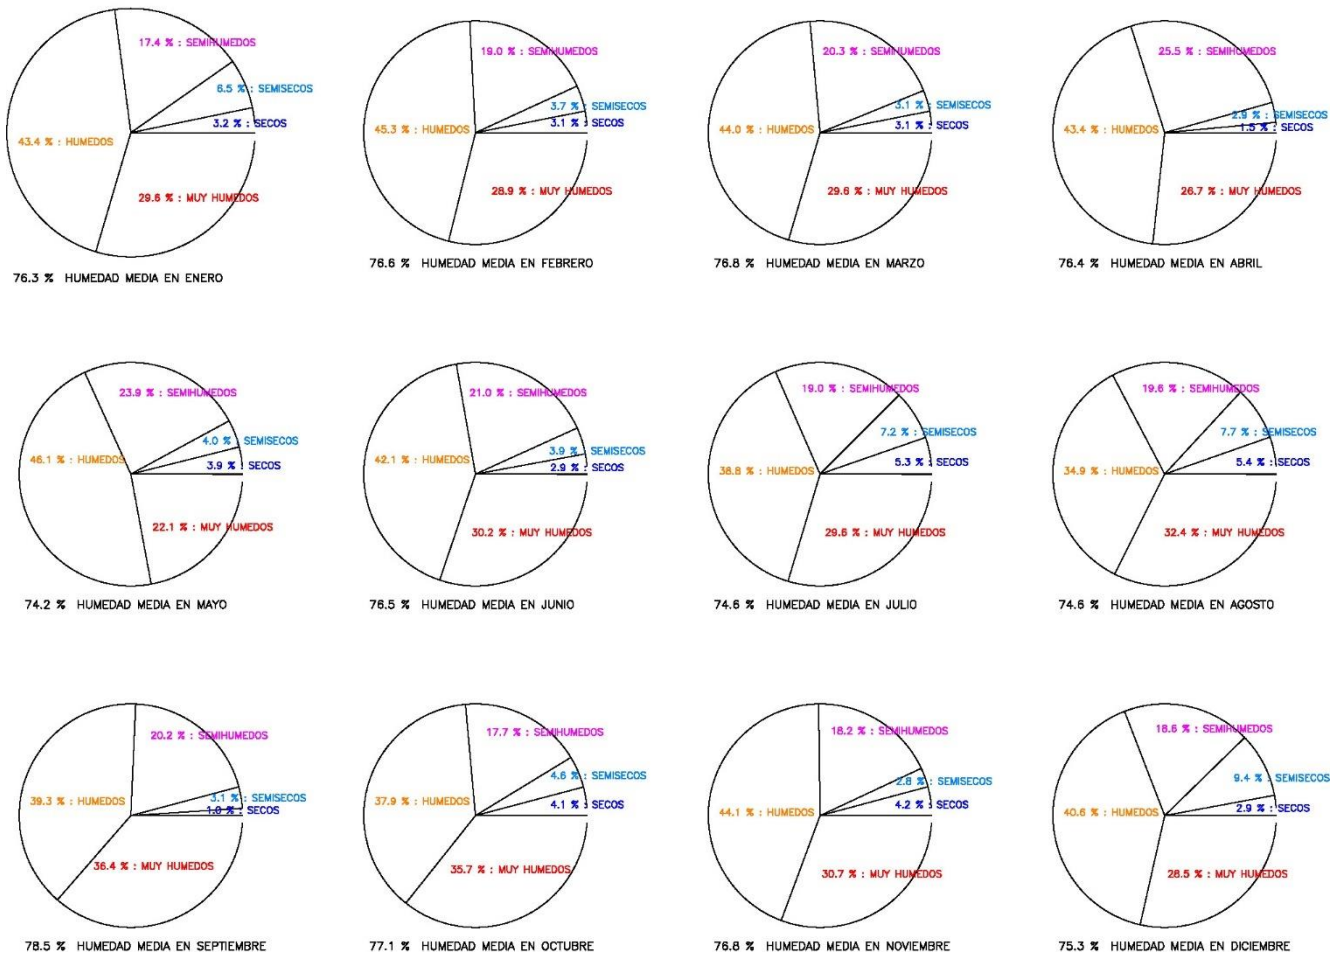 17.4 % : SEMIHUMEDOS
6.5 % : SEMISECOS
3.2 % : SECOS
43.4 % : HUMEDOS
29.6 % : MUY HUMEDOS
76.3 % HUMEDAD MEDIA EN ENERO
19.0 % : SEMIHUMEDOS
3.7 % : SEMISECOS
3.1 % : SECOS
45.3 % : HUMEDOS
28.9 % : MUY HUMEDOS
76.6 % HUMEDAD MEDIA EN FEBRERO
20.3 % : SEMIHUMEDOS
3.1 % : SEMISECOS
3.1 % : SECOS
44.0 % : HUMEDOS
29.6 % : MUY HUMEDOS
76.8 % HUMEDAD MEDIA EN MARZO
25.5 % : SEMIHUMEDOS
2.9 % : SEMISECOS
1.5 % : SECOS
43.4 % : HUMEDOS
26.7 % : MUY HUMEDOS
76.4 % HUMEDAD MEDIA EN ABRIL
23.9 % : SEMIHUMEDOS
4.0 % : SEMISECOS
3.9 % : SECOS
46.1 % : HUMEDOS
22.1 % : MUY HUMEDOS
74.2 % HUMEDAD MEDIA EN MAYO
21.0 % : SEMIHUMEDOS
3.9 % : SEMISECOS
2.9 % : SECOS
42.1 % : HUMEDOS
30.2 % : MUY HUMEDOS
76.5 % HUMEDAD MEDIA EN JUNIO
19.0 % : SEMIHUMEDOS
7.2 % : SEMISECOS
5.3 % : SECOS
38.8 % : HUMEDOS
29.6 % : MUY HUMEDOS
74.6 % HUMEDAD MEDIA EN JULIO
19.6 % : SEMIHUMEDOS
7.7 % : SEMISECOS
5.4 % : SECOS
34.9 % : HUMEDOS
32.4 % : MUY HUMEDOS
74.6 % HUMEDAD MEDIA EN AGOSTO
20.2 % : SEMIHUMEDOS
3.1 % : SEMISECOS
1.0 % : SECOS
39.3 % : HUMEDOS
36.4 % : MUY HUMEDOS
78.5 % HUMEDAD MEDIA EN SEPTIEMBRE
17.7 % : SEMIHUMEDOS
4.6 % : SEMISECOS
4.1 % : SECOS
37.9 % : HUMEDOS
35.7 % : MUY HUMEDOS
77.1 % HUMEDAD MEDIA EN OCTUBRE
18.2 % : SEMIHUMEDOS
2.8 % : SEMISECOS
4.2 % : SECOS
44.1 % : HUMEDOS
30.7 % : MUY HUMEDOS
76.8 % HUMEDAD MEDIA EN NOVIEMBRE
18.6 % : SEMIHUMEDOS
9.4 % : SEMISECOS
2.9 % : SECOS
40.6 % : HUMEDOS
28.5 % : MUY HUMEDOS
75.3 % HUMEDAD MEDIA EN DICIEMBRE